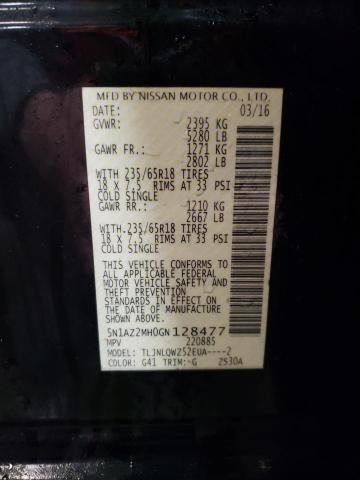 MFD BY NISSAN MOTOR CO., LTD.
DATE: 03/16
GVWR: 2395 KG
5280 LB
GAWR FR.: 1271 KG
2802 LB
WITH 235/65R18 TIRES
18 X 7.5 RIMS AT 33 PSI
COLD SINGLE
GAWR RR.: 1210 KG
2667 LB
WITH 235/65R18 TIRES
18 X 7.5 RIMS AT 33 PSI
COLD SINGLE
THIS VEHICLE CONFORMS TO
ALL APPLICABLE FEDERAL
MOTOR VEHICLE SAFETY
AND THEFT PREVENTION
STANDARDS IN EFFECT ON
THE DATE OF MANUFACTURE
SHOWN ABOVE.
5N1AZ2MH0GN128477
MPV 220885
TLJNLQWZ52EUA----2
COLOR: G41 TRIM:G 2S30A